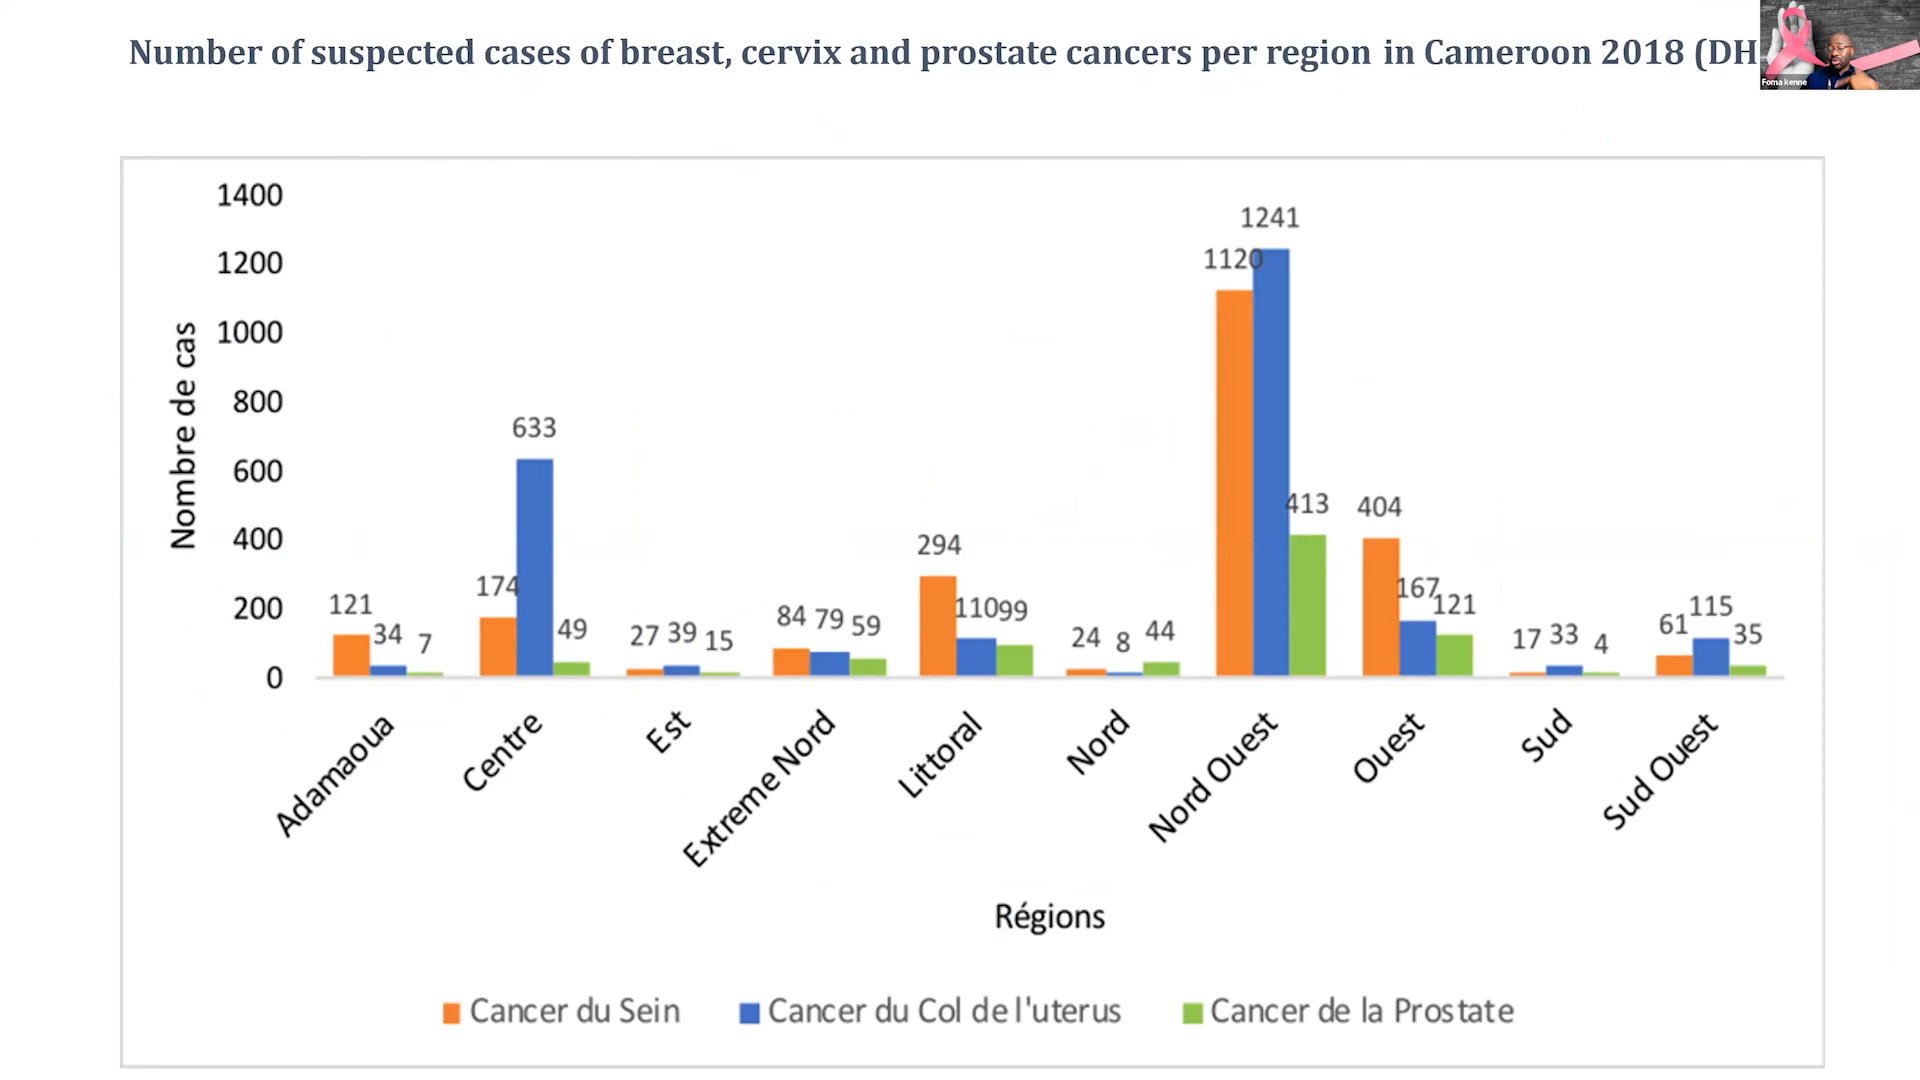 Number of suspected cases of breast, cervix and prostate cancers per region in Cameroon 2018 (DH
Foma kenne
1400
1200
1000
800
600
400
200
0
Nombre de cas
121 34 7
174 633 49
27 39 15
84 79 59
294 110 99
24 8 44
1120 1241 413
404 167 121
17 33 4
61 115 35
Adamaoua
Centre
Est
Extreme Nord
Littoral
Nord
Nord Ouest
Ouest
Sud
Sud Ouest
Régions
Cancer du Sein
Cancer du Col de l'uterus
Cancer de la Prostate